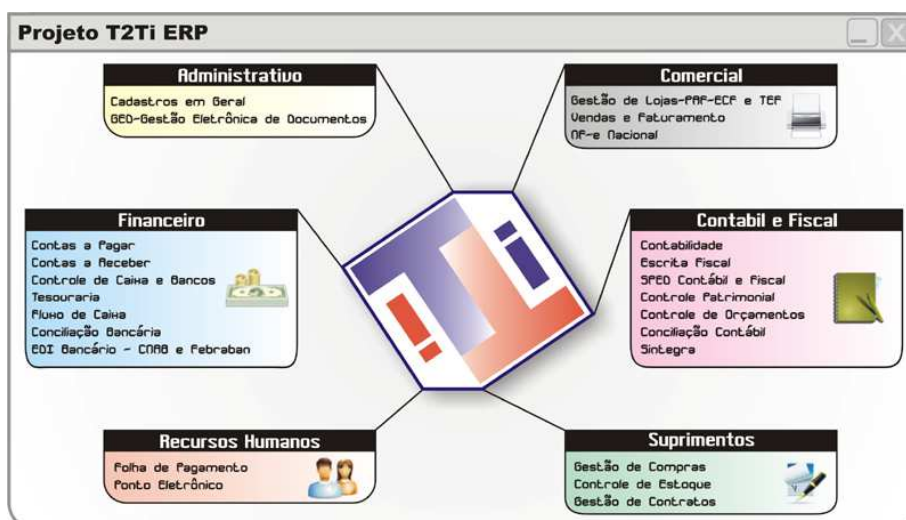 Projeto T2Ti ERP
Administrativo
Cadastros em Geral
GED-Gestão Eletrônica de Documentos
Comercial
Gestão de Lojas-PAF-ECF e TEF
Vendas e Faturamento
NF-e Nacional
Financeiro
Contas a Pagar
Contas a Receber
Controle de Caixa e Bancos
Tesouraria
Fluxo de Caixa
Conciliação Bancária
EDI Bancário - CNAB e Febraban
Contabil e Fiscal
Contabilidade
Escrita Fiscal
SPED Contábil e Fiscal
Controle Patrimonial
Controle de Orçamentos
Conciliação Contábil
Sintegra
Recursos Humanos
Folha de Pagamento
Ponto Eletrônico
Suprimentos
Gestão de Compras
Controle de Estoque
Gestão de Contratos